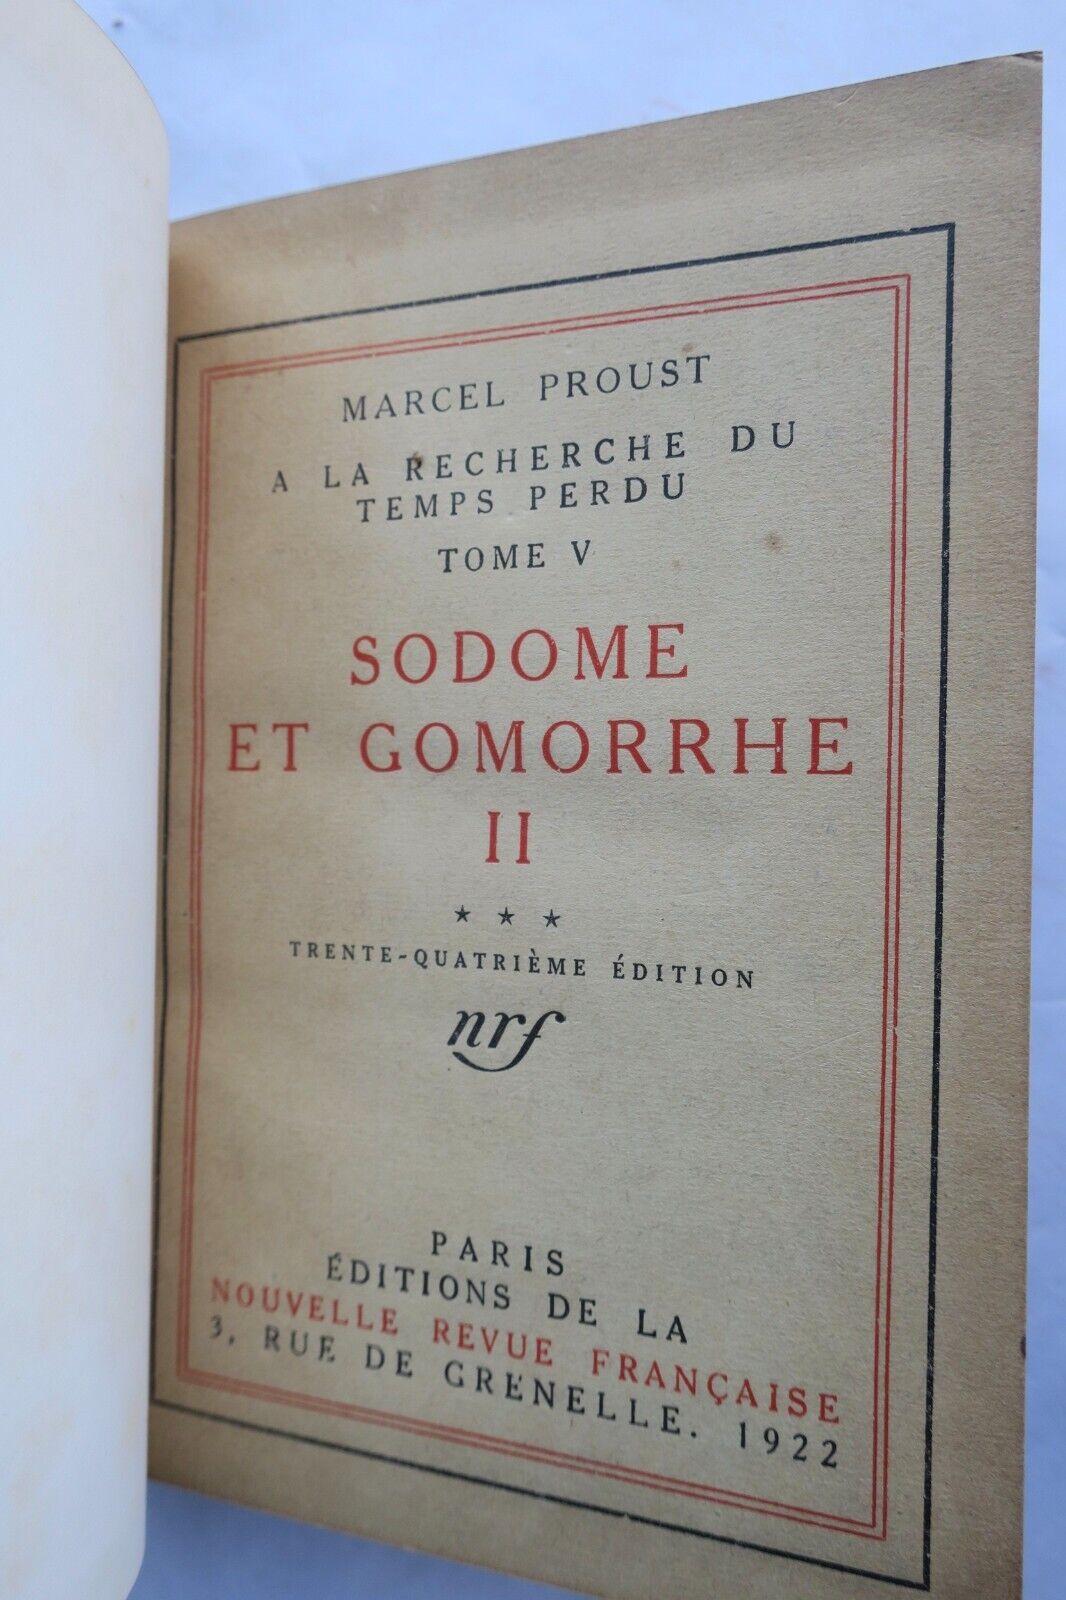 MARCEL PROUST
A LA RECHERCHE DU
TEMPS PERDU
TOME V
SODOME
ET GOMORRHE
II
★ ★ ★
TRENTE-QUATRIÈME ÉDITION
nrf
PARIS
ÉDITIONS DE LA
NOUVELLE REVUE FRANÇAISE
3, RUE DE GRENELLE. 1922